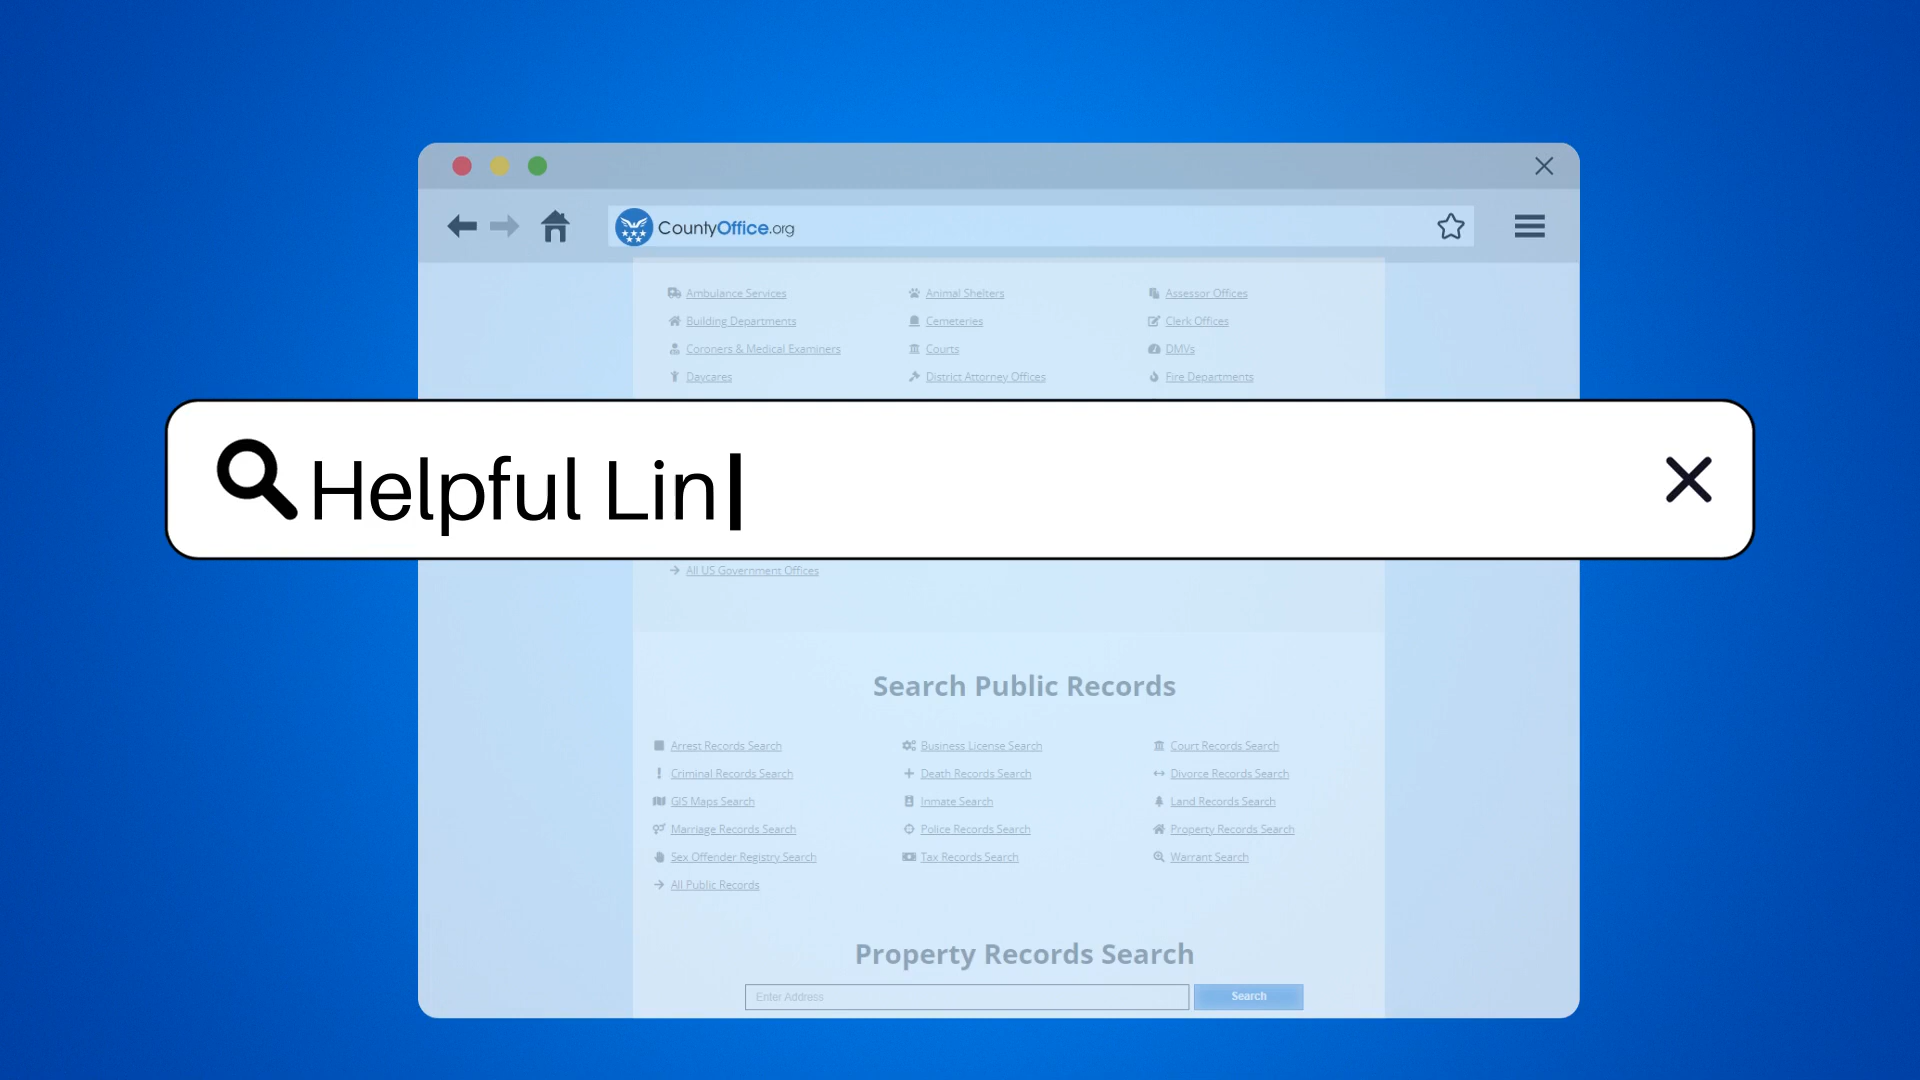 CountyOffice.org
Ambulance Services Animal Shelters Assessor Offices
Building Departments Cemeteries Clerk Offices
Coroners & Medical Examiners Courts DMVs
Daycares District Attorney Offices Fire Departments
Helpful Lin
All US Government Offices
Search Public Records
Arrest Records Search Business License Search Court Records Search
Criminal Records Search Death Records Search Divorce Records Search
GIS Maps Search Inmate Search Land Records Search
Marriage Records Search Police Records Search Property Records Search
Sex Offender Registry Search Tax Records Search Warrant Search
All Public Records
Property Records Search
Enter Address Search